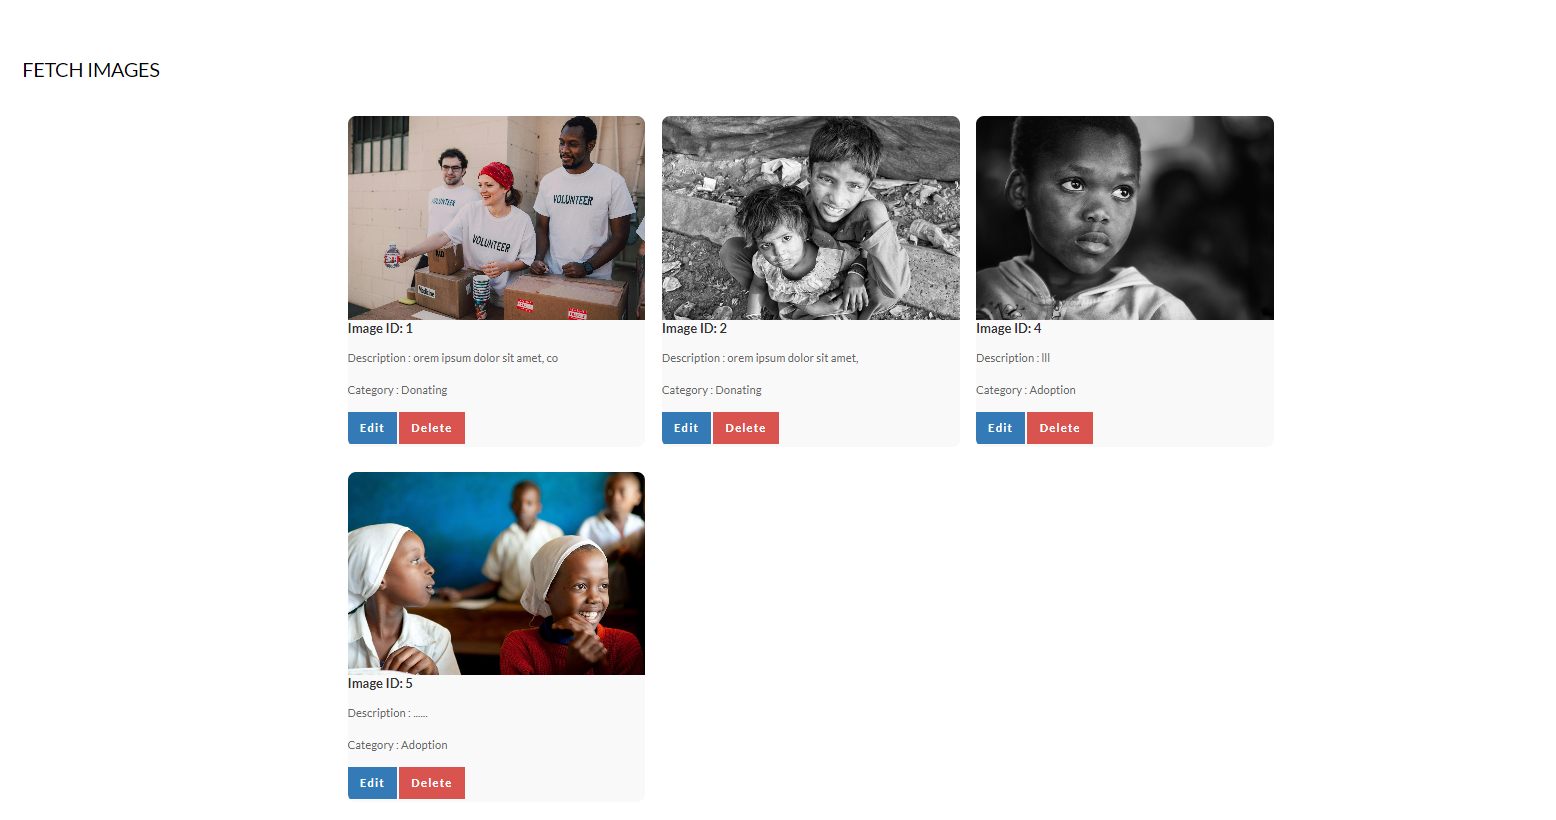 FETCH IMAGES
VOLUNTEER
VOLUNTEER
VOLUNTEER
Medicine
Image ID: 1
Description : orem ipsum dolor sit amet, co
Category : Donating
Edit Delete
Image ID: 2
Description : orem ipsum dolor sit amet,
Category : Donating
Edit Delete
Image ID: 4
Description : lll
Category : Adoption
Edit Delete
Image ID: 5
Description : ......
Category : Adoption
Edit Delete